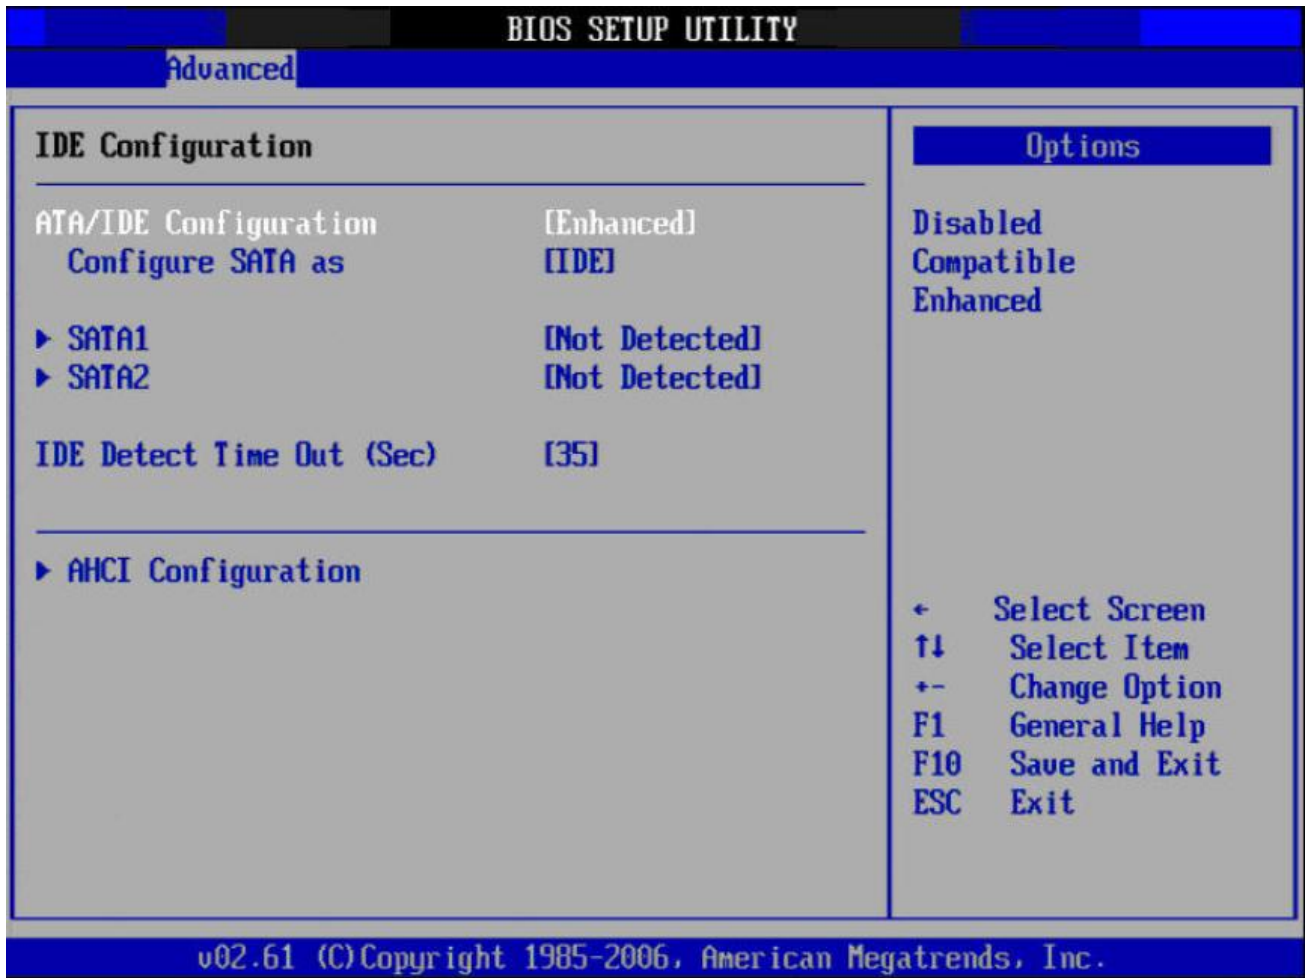 BIOS SETUP UTILITY
Advanced
IDE Configuration
ATA/IDE Configuration [Enhanced]
Configure SATA as [IDE]
▶ SATA1 [Not Detected]
▶ SATA2 [Not Detected]
IDE Detect Time Out (Sec) [35]
▶ AHCI Configuration
Options
Disabled
Compatible
Enhanced
← Select Screen
↑↓ Select Item
+- Change Option
F1 General Help
F10 Save and Exit
ESC Exit
v02.61 (C)Copyright 1985-2006, American Megatrends, Inc.